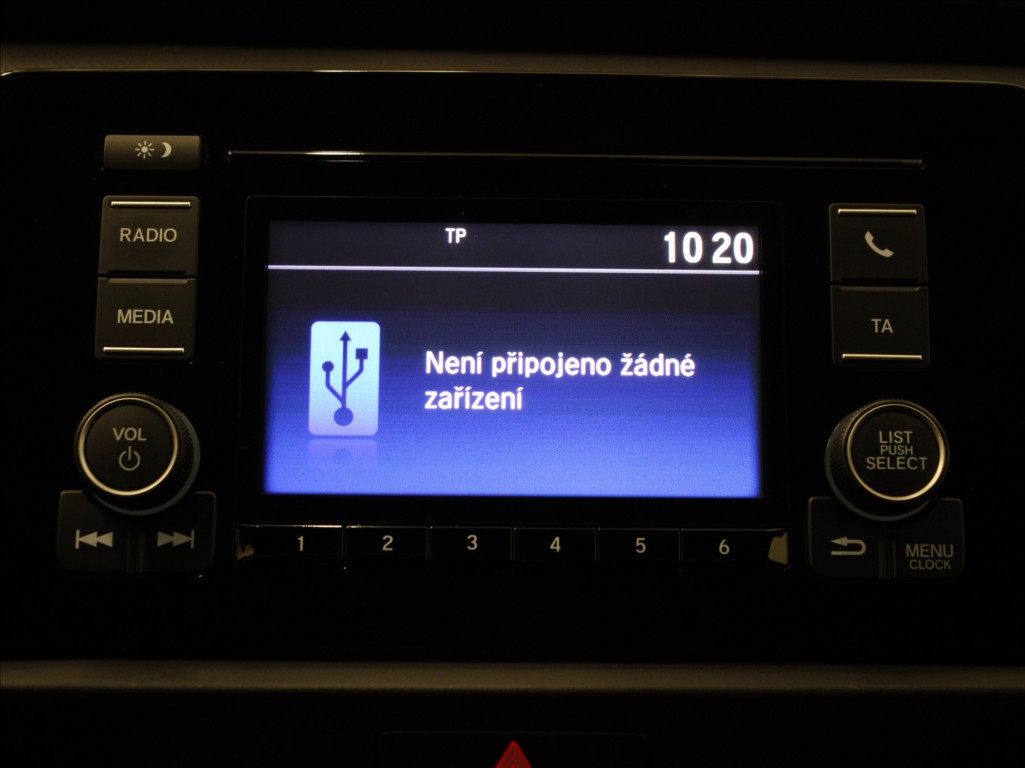 TP
10 20
RADIO
MEDIA
TA
Není připojeno žádné
zařízení
VOL
LIST
PUSH
SELECT
1 2 3 4 5 6
MENU
CLOCK